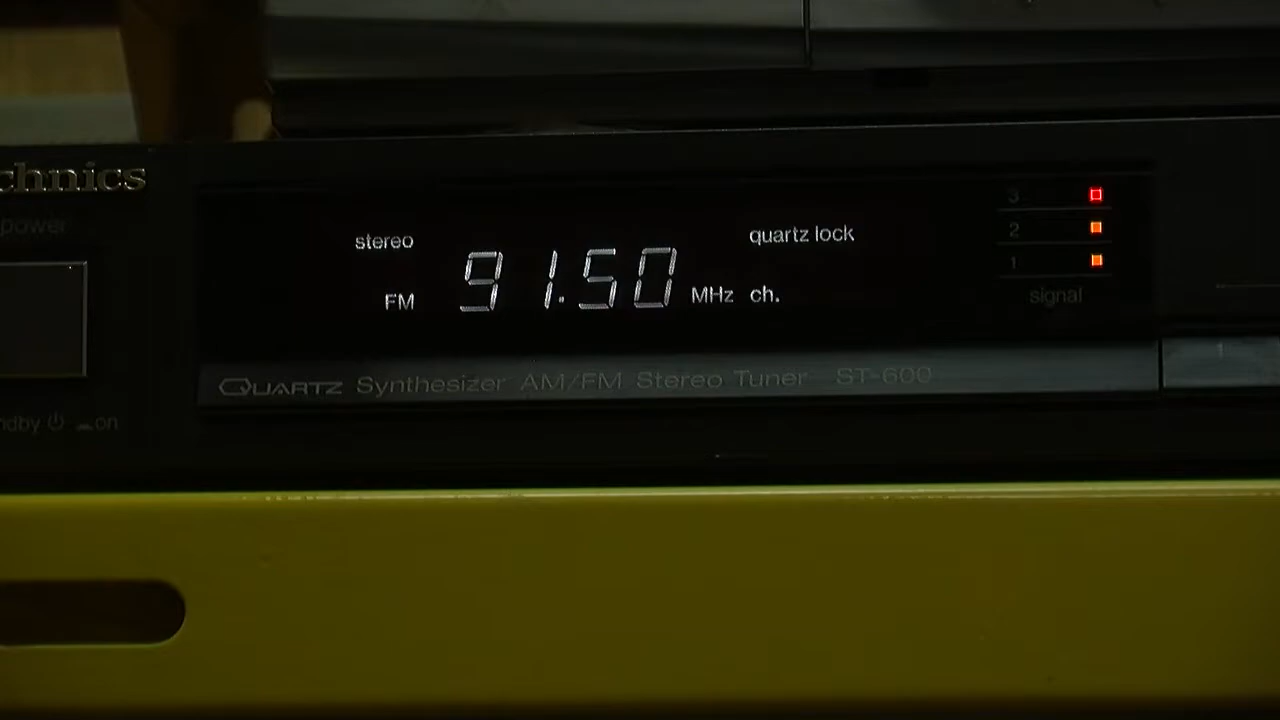 chnics
power
stereo
quartz lock
FM 91.50 MHz ch.
3
2
1
signal
QUARTZ Synthesizer AM/FM Stereo Tuner ST-600
ndby ⏻ on